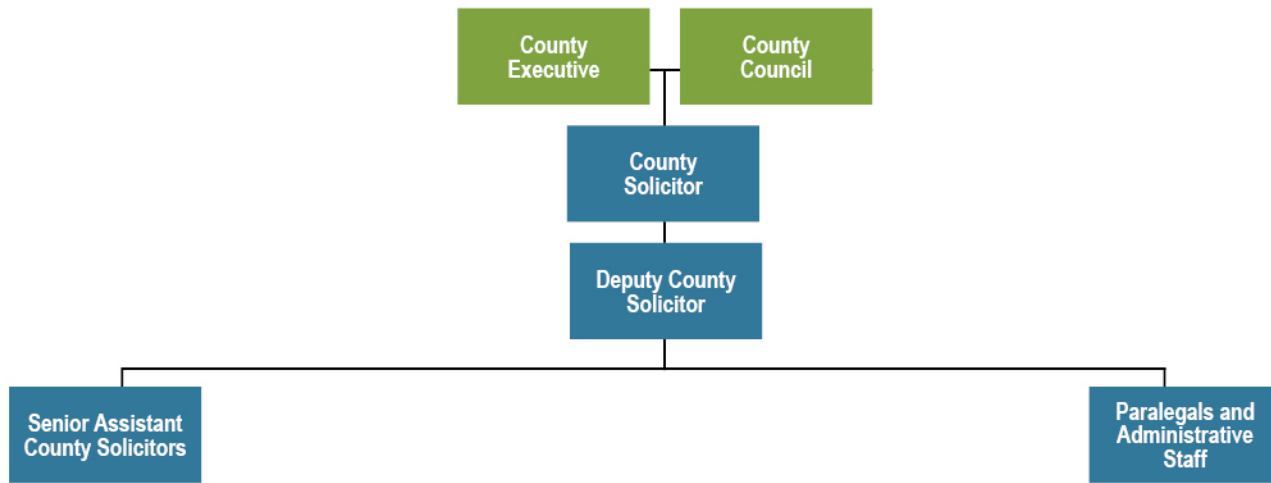 County
Executive
County
Council
County
Solicitor
Deputy County
Solicitor
Senior Assistant
County Solicitors
Paralegals and
Administrative
Staff